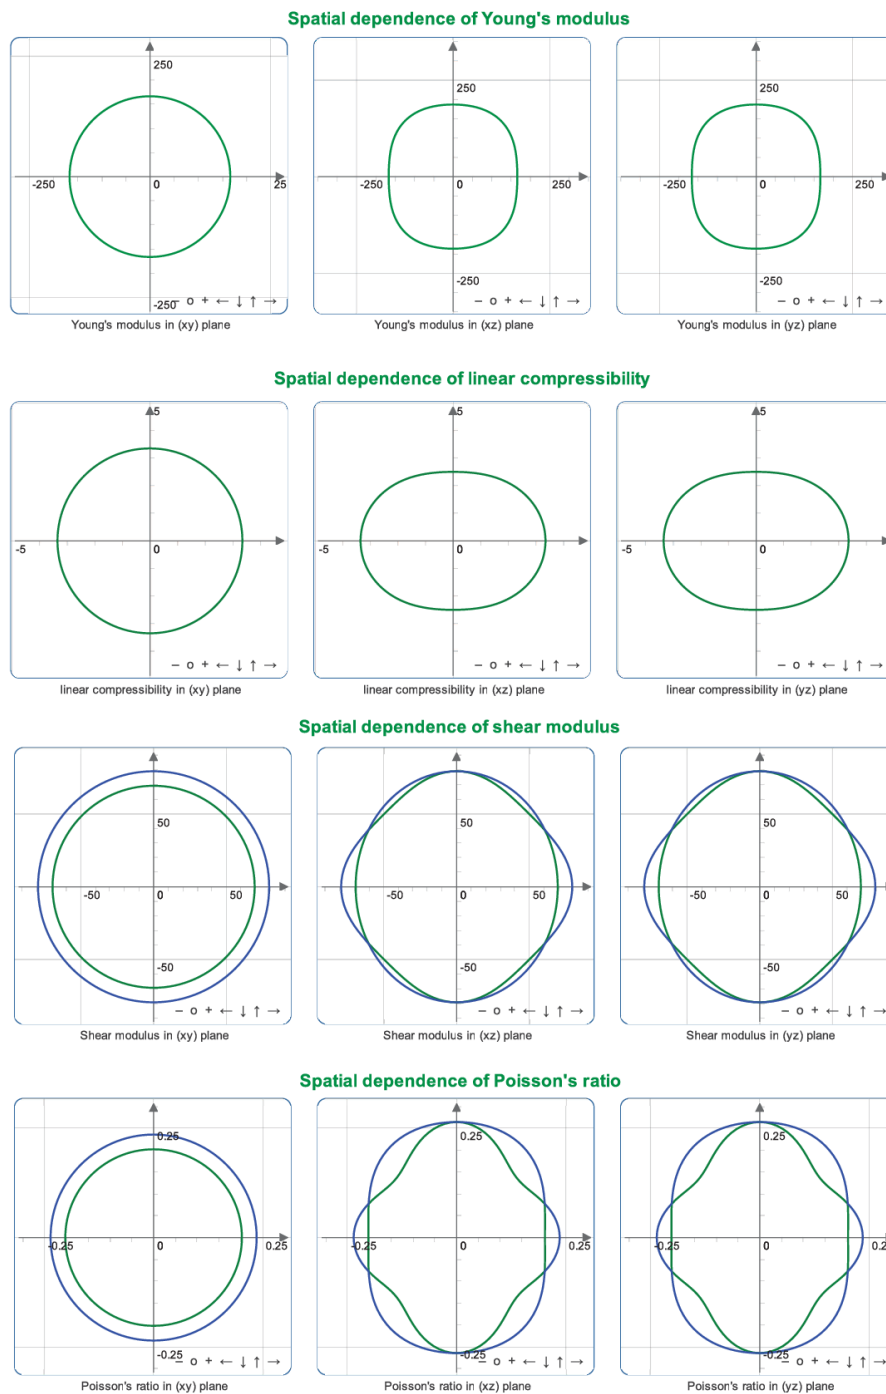 Spatial dependence of Young's modulus
250 250 250
-250 0 25 -250 0 250 -250 0 250
-250 -250 -250
− o + ← ↓ ↑ → − o + ← ↓ ↑ → − o + ← ↓ ↑ →
Young's modulus in (xy) plane Young's modulus in (xz) plane Young's modulus in (yz) plane
Spatial dependence of linear compressibility
5 5 5
-5 0 -5 0 -5 0
− o + ← ↓ ↑ → − o + ← ↓ ↑ → − o + ← ↓ ↑ →
linear compressibility in (xy) plane linear compressibility in (xz) plane linear compressibility in (yz) plane
Spatial dependence of shear modulus
50 50 50
-50 0 50 -50 0 50 -50 0 50
-50 -50 -50
− o + ← ↓ ↑ → − o + ← ↓ ↑ → − o + ← ↓ ↑ →
Shear modulus in (xy) plane Shear modulus in (xz) plane Shear modulus in (yz) plane
Spatial dependence of Poisson's ratio
0.25 0.25 0.25
-0.25 0 0.25 -0.25 0 0.25 -0.25 0 0.2
-0.25 -0.25 -0.25
− o + ← ↓ ↑ → − o + ← ↓ ↑ → − o + ← ↓ ↑ →
Poisson's ratio in (xy) plane Poisson's ratio in (xz) plane Poisson's ratio in (yz) plane